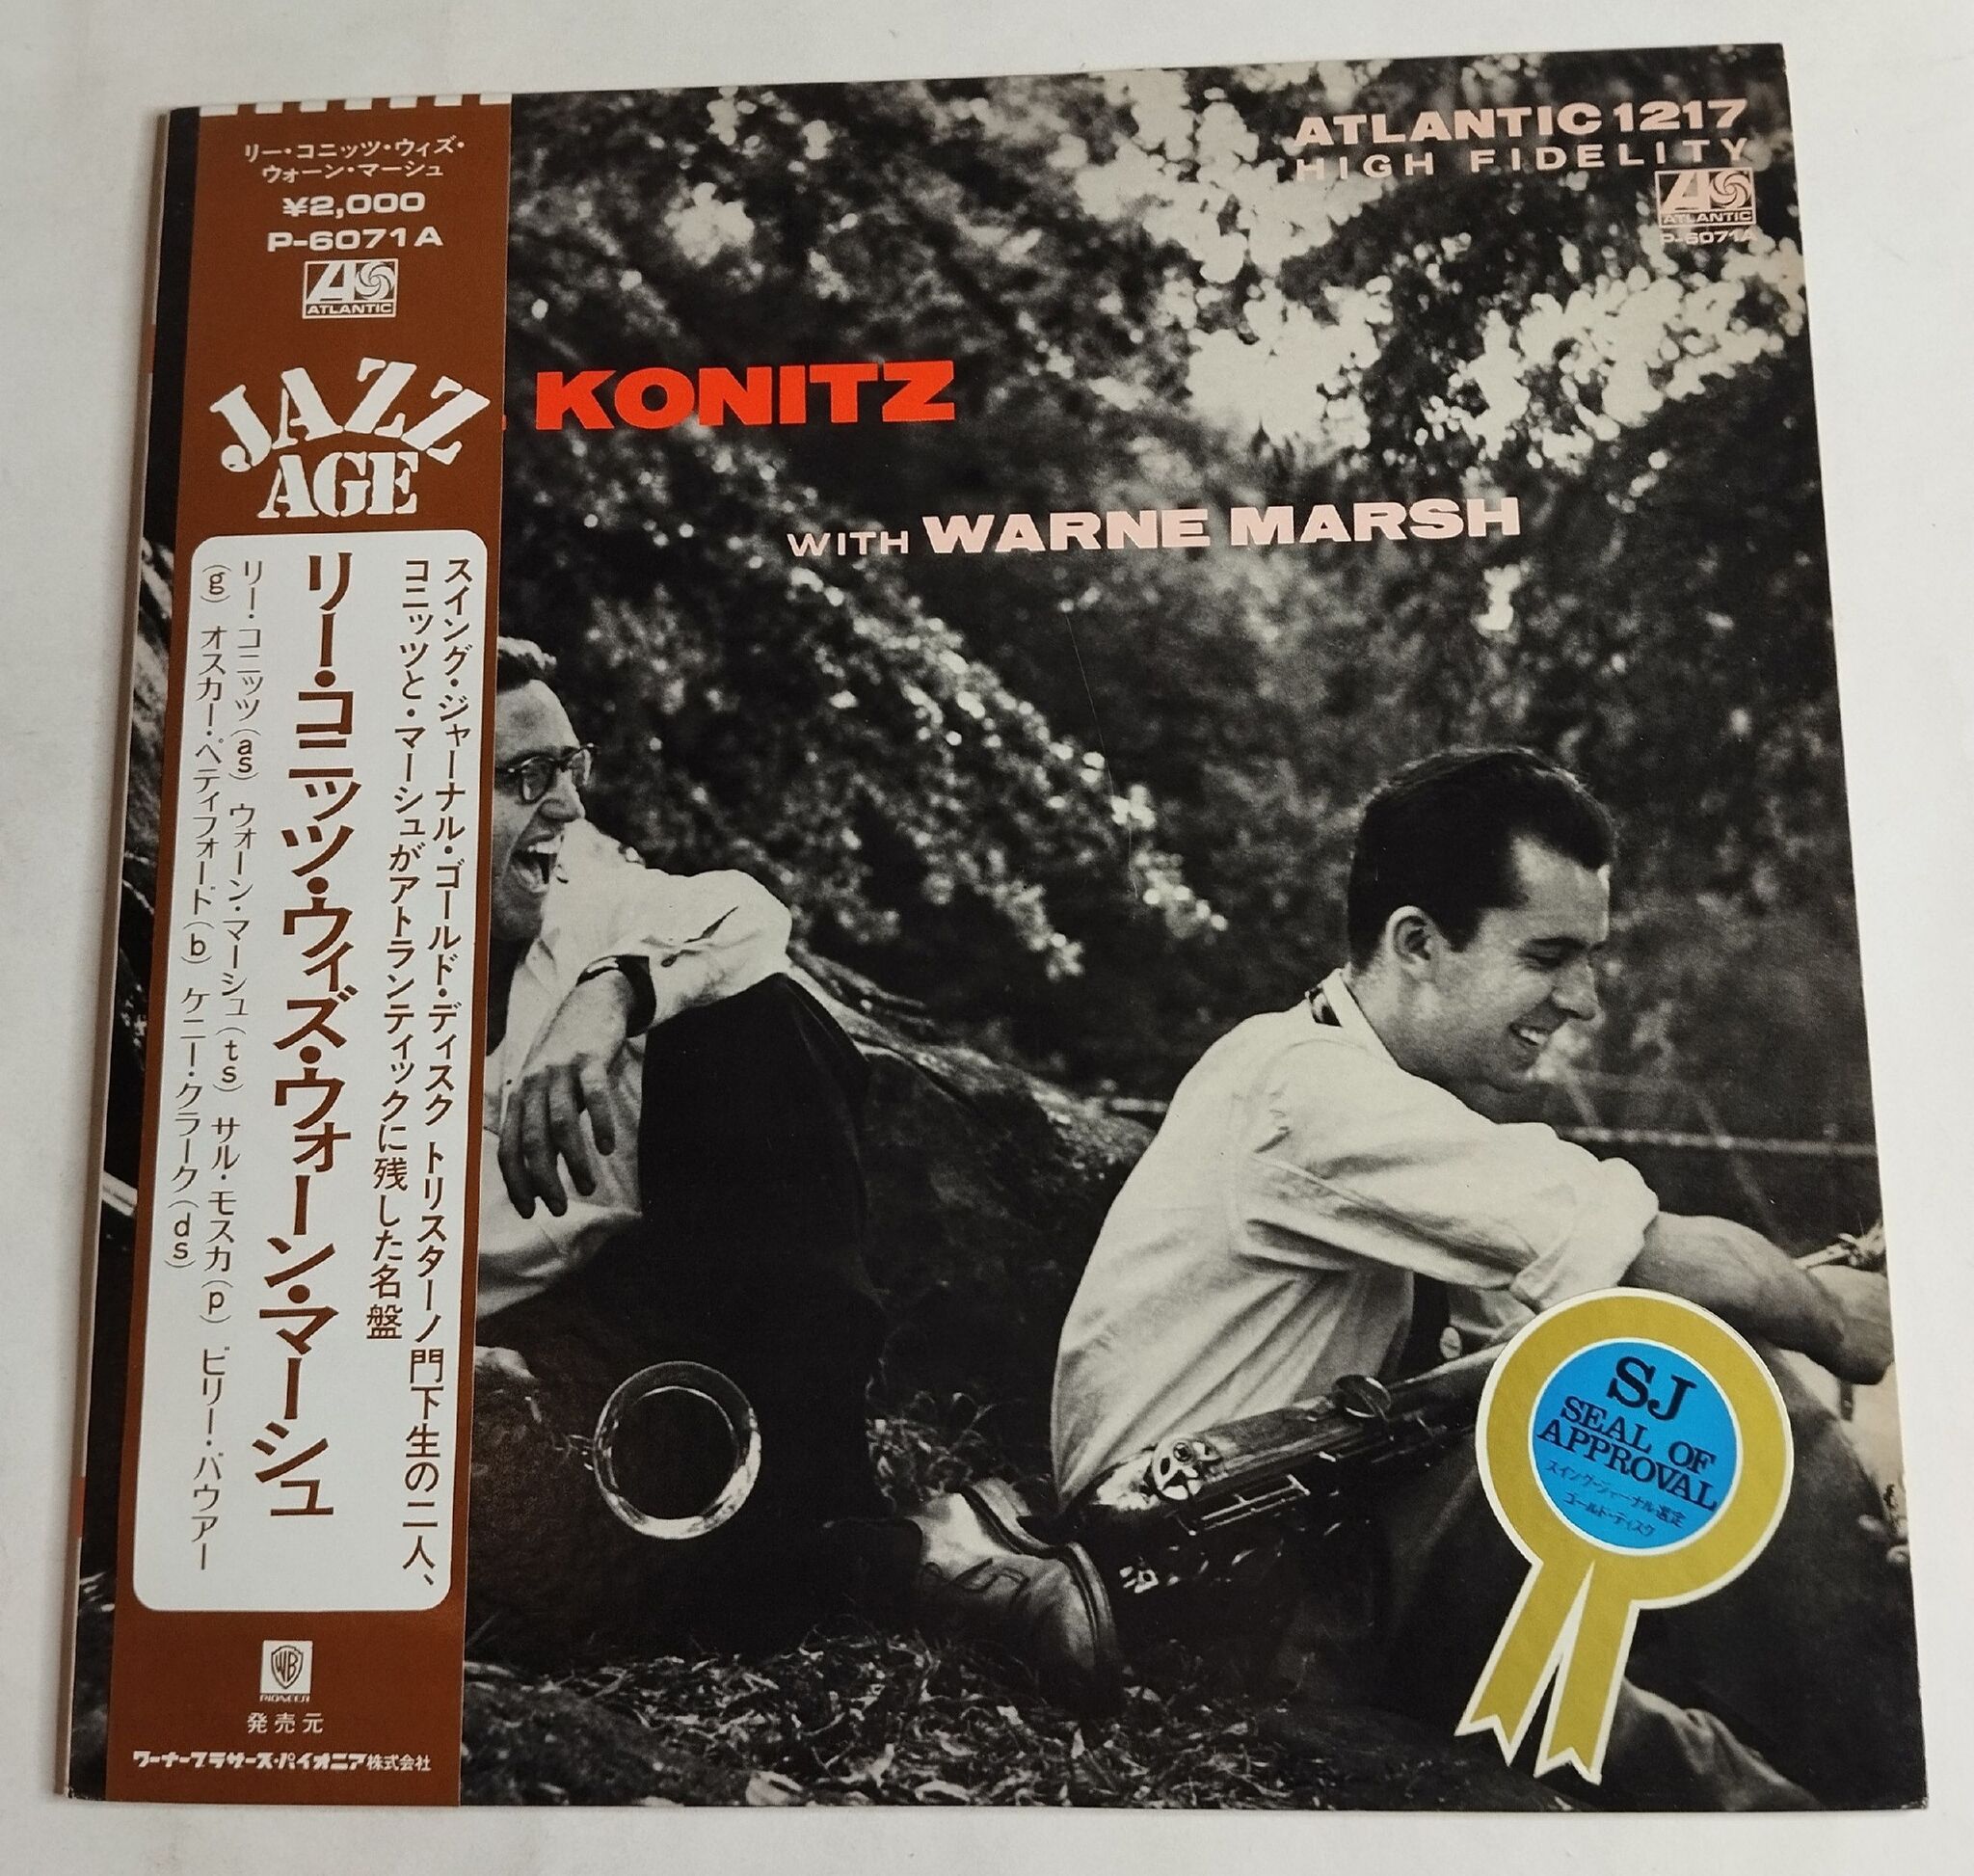 リー・コニッツ・ウィズ・
ウォーン・マーシュ
¥2,000
P-6071A
ATLANTIC
JAZZ
AGE
スイング・ジャーナル・ゴールド・ディスク トリスターノ門下生の二人、
コニッツと・マーシュがアトランティックに残した名盤
リー・コニッツ・ウィズ・ウォーン・マーシュ
リー・コニッツ(as) ウォーン・マーシュ(ts) サル・モスカ(p) ビリー・バウアー
(g) オスカー・ペティフォード(b) ケニー・クラーク(ds)
WB
PIONEER
発売元
ワーナーブラザーズ・パイオニア株式会社
ATLANTIC 1217
HIGH FIDELITY
ATLANTIC
P-6071A
KONITZ
WITH WARNE MARSH
SJ
SEAL OF
APPROVAL
スイング・ジャーナル選定
ゴールド・ディスク